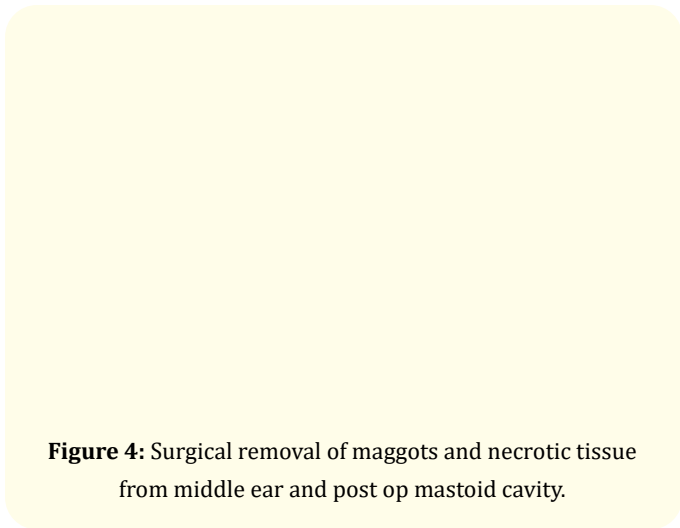 Figure 4: Surgical removal of maggots and necrotic tissue
from middle ear and post op mastoid cavity.